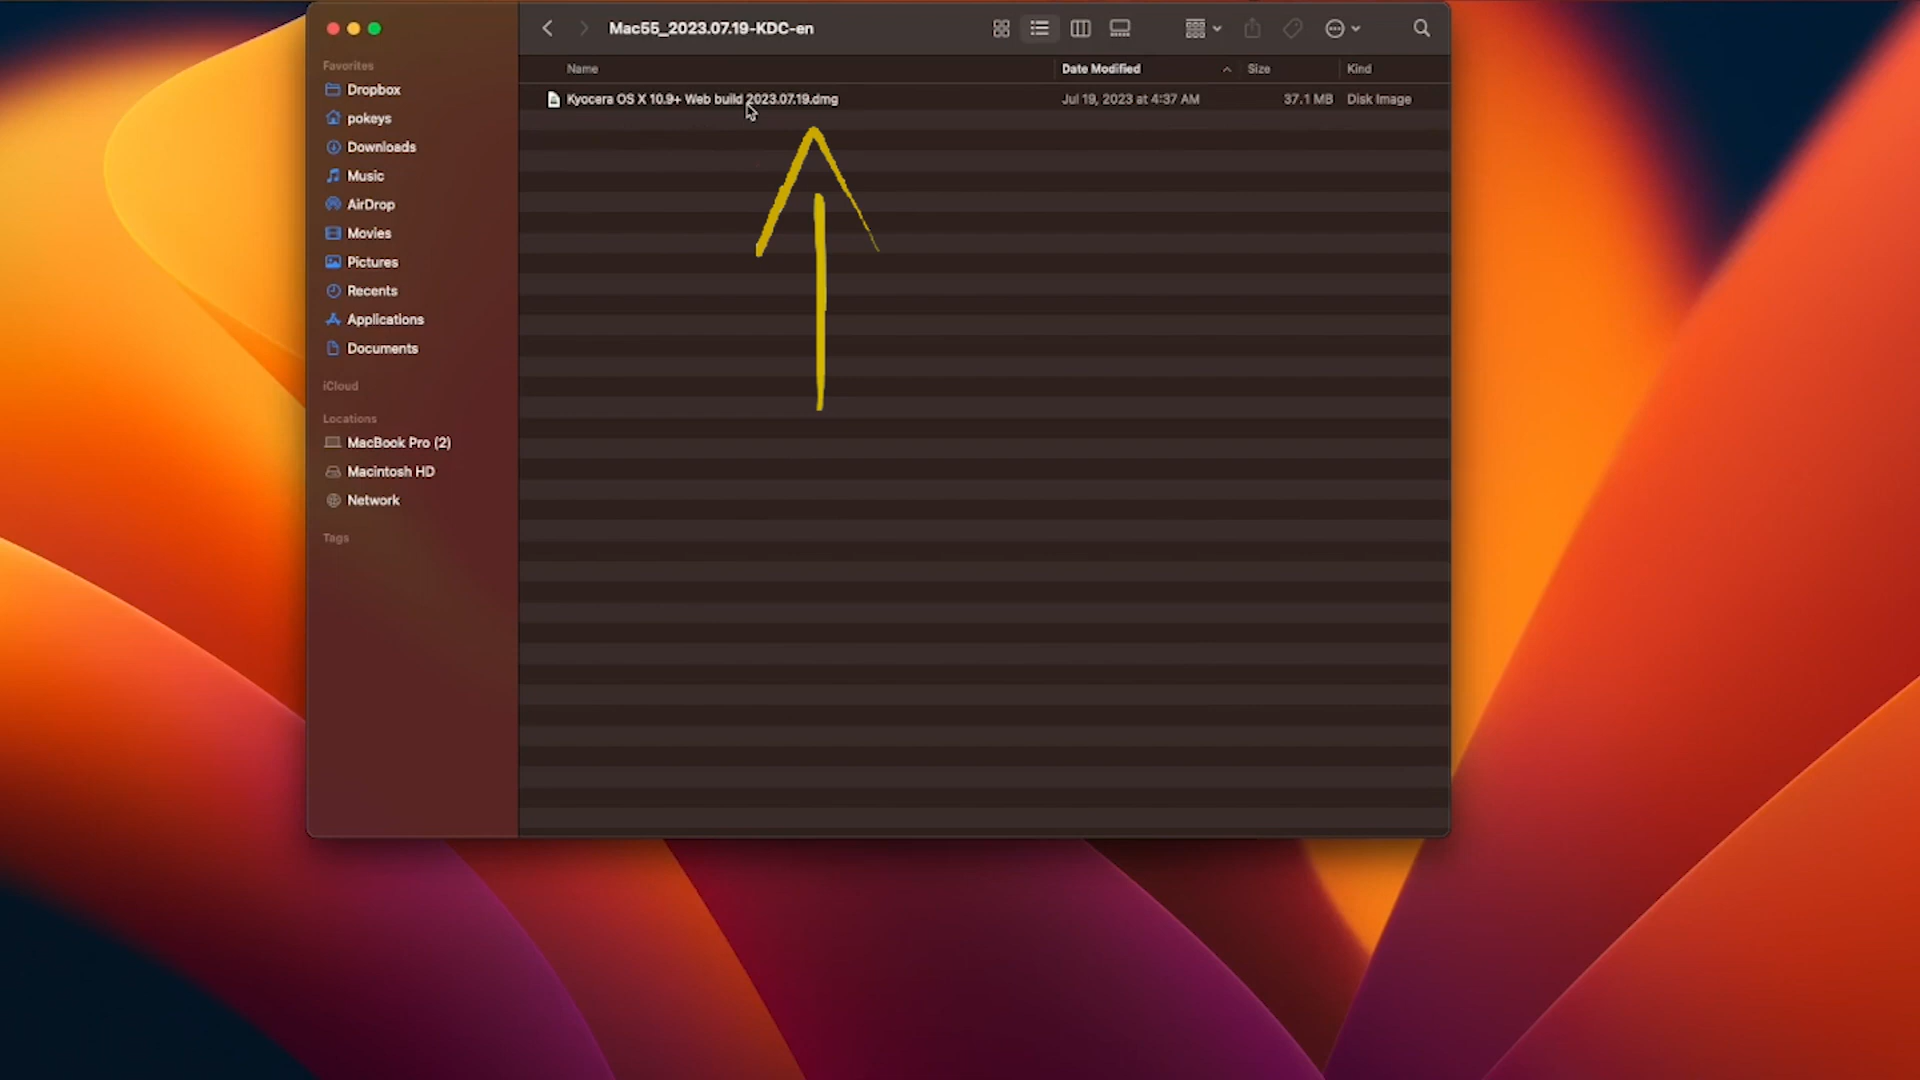 Mac55_2023.07.19-KDC-en
Favorites
Dropbox
pokeys
Downloads
Music
AirDrop
Movies
Pictures
Recents
Applications
Documents
iCloud
Locations
MacBook Pro (2)
Macintosh HD
Network
Tags
Name Date Modified Size Kind
Kyocera OS X 10.9+ Web build 2023.07.19.dmg Jul 19, 2023 at 4:37 AM 37.1 MB Disk Image